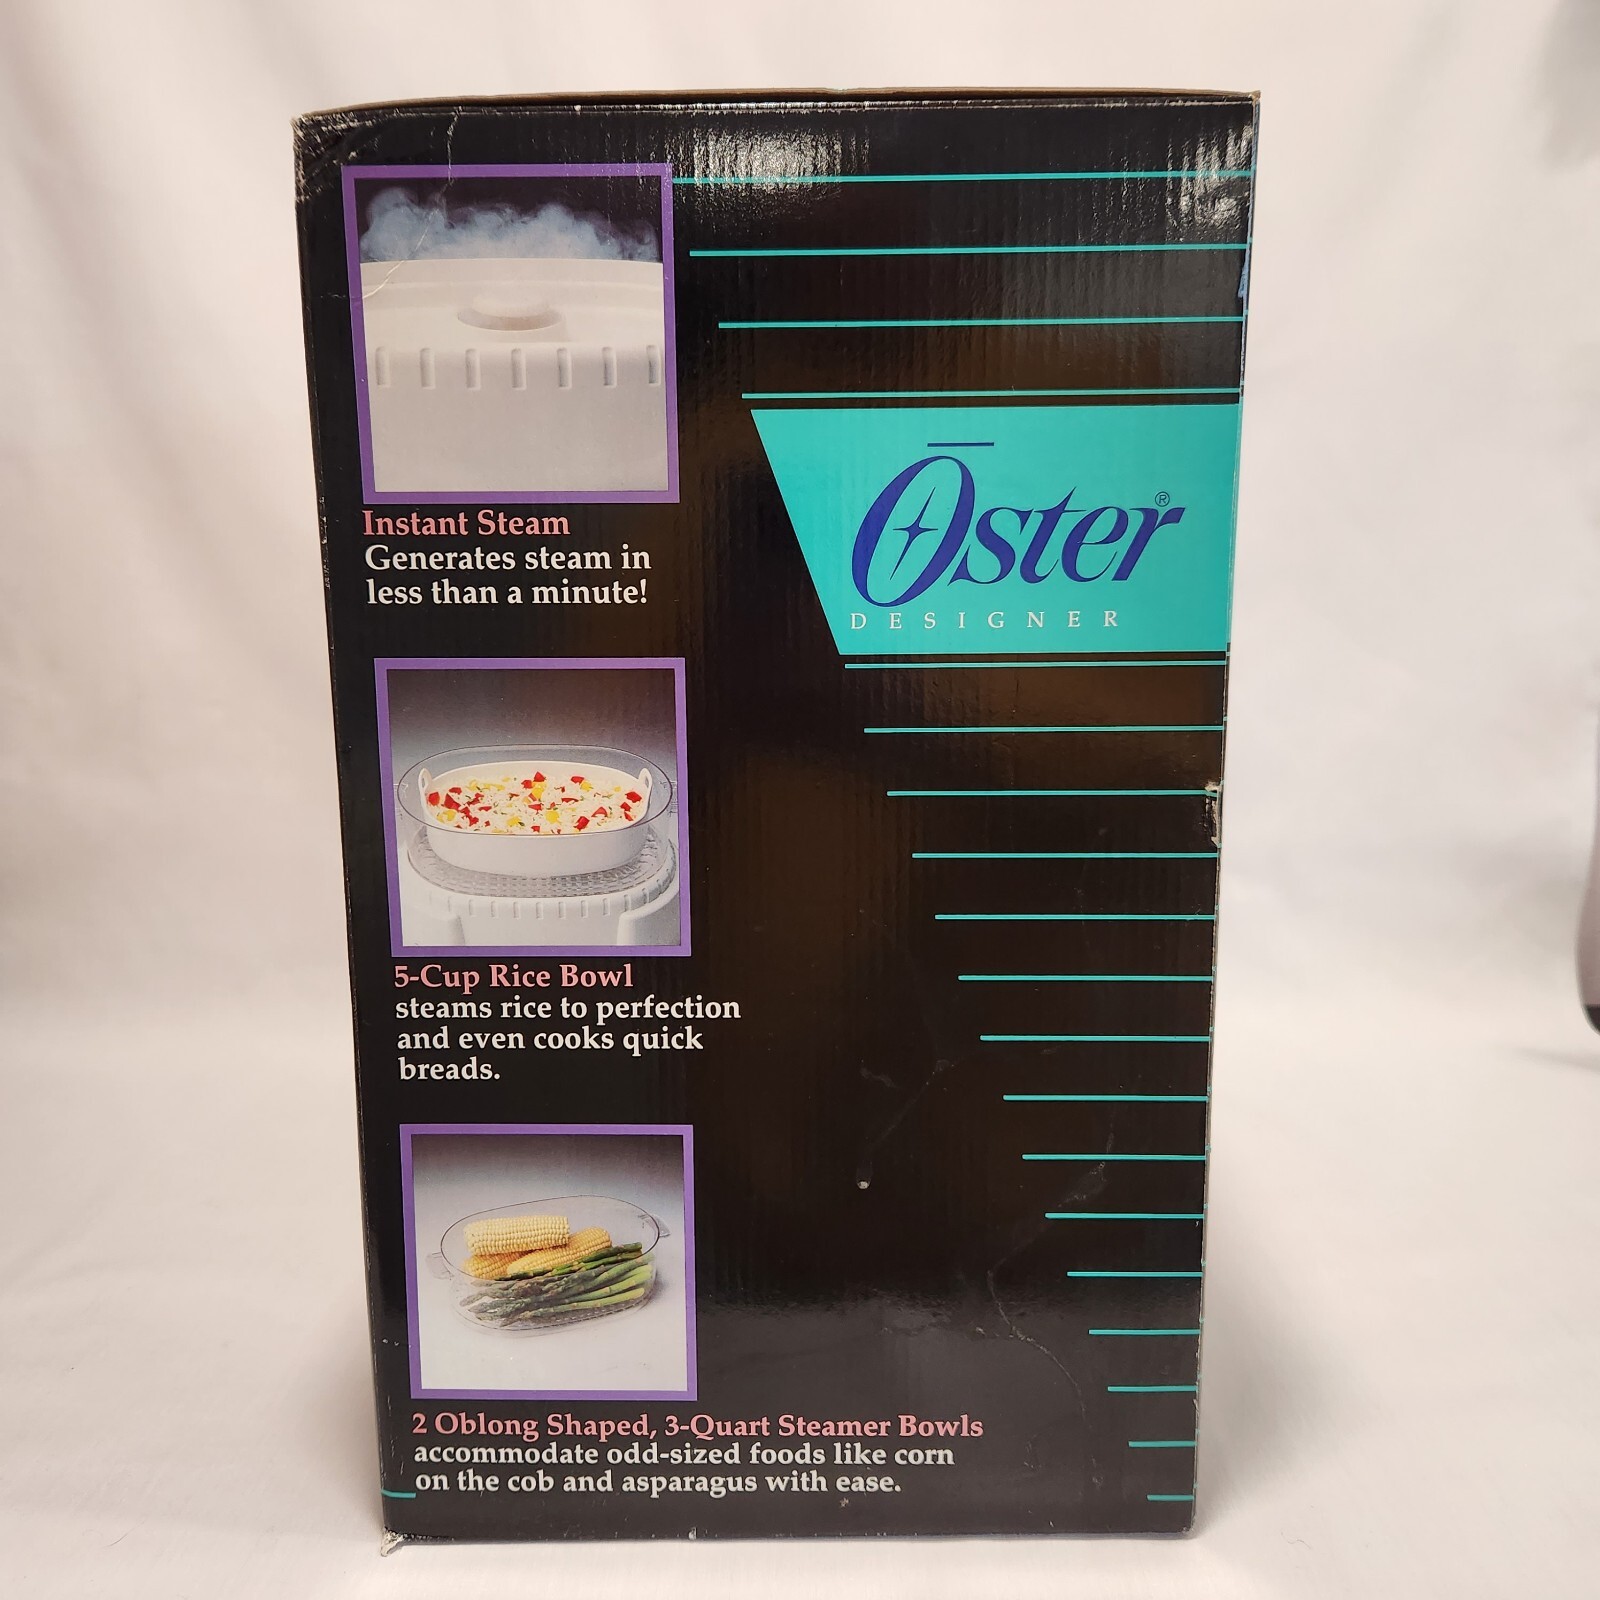 Instant Steam
Generates steam in
less than a minute!
Oster®
DESIGNER
5-Cup Rice Bowl
steams rice to perfection
and even cooks quick
breads.
2 Oblong Shaped, 3-Quart Steamer Bowls
accommodate odd-sized foods like corn
on the cob and asparagus with ease.